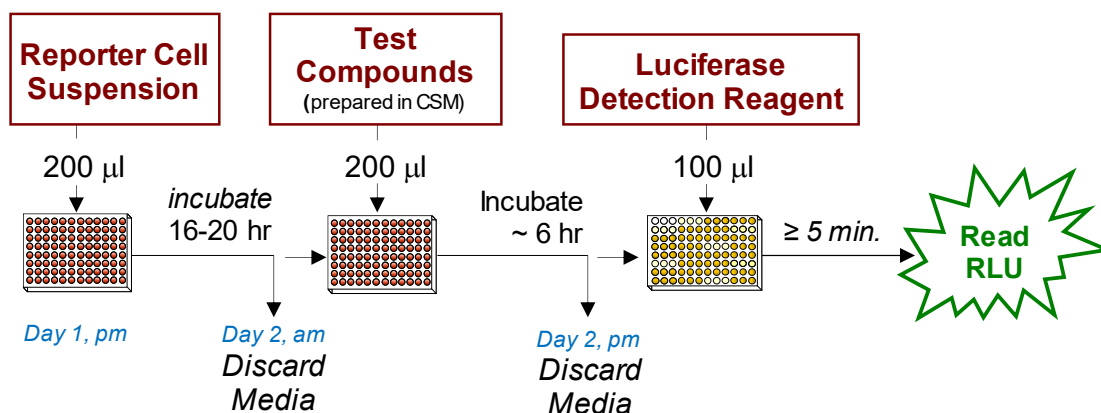 Reporter Cell
Suspension
Test
Compounds
(prepared in CSM)
Luciferase
Detection Reagent
200 µl
200 µl
100 µl
incubate
16-20 hr
Incubate
~ 6 hr
≥ 5 min.
Read
RLU
Day 1, pm
Day 2, am
Day 2, pm
Discard
Media
Discard
Media